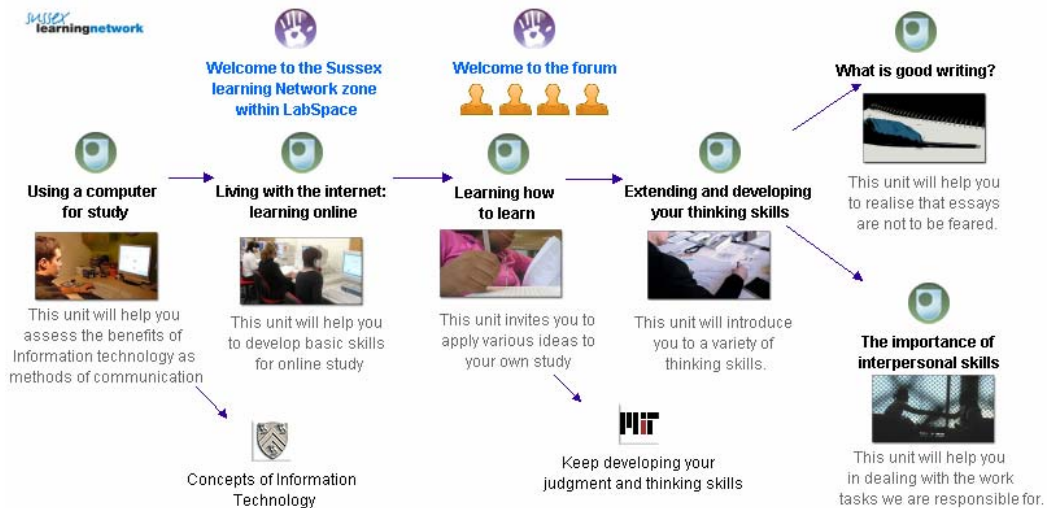 sussex
learningnetwork
Welcome to the Sussex
learning Network zone
within LabSpace
Welcome to the forum
What is good writing?
This unit will help you
to realise that essays
are not to be feared.
Using a computer
for study
This unit will help you
assess the benefits of
Information technology as
methods of communication
Living with the internet:
learning online
This unit will help you
to develop basic skills
for online study
Learning how
to learn
This unit invites you to
apply various ideas to
your own study
Extending and developing
your thinking skills
This unit will introduce
you to a variety of
thinking skills.
The importance of
interpersonal skills
This unit will help you
in dealing with the work
tasks we are responsible for.
Concepts of Information
Technology
MIT
Keep developing your
judgment and thinking skills